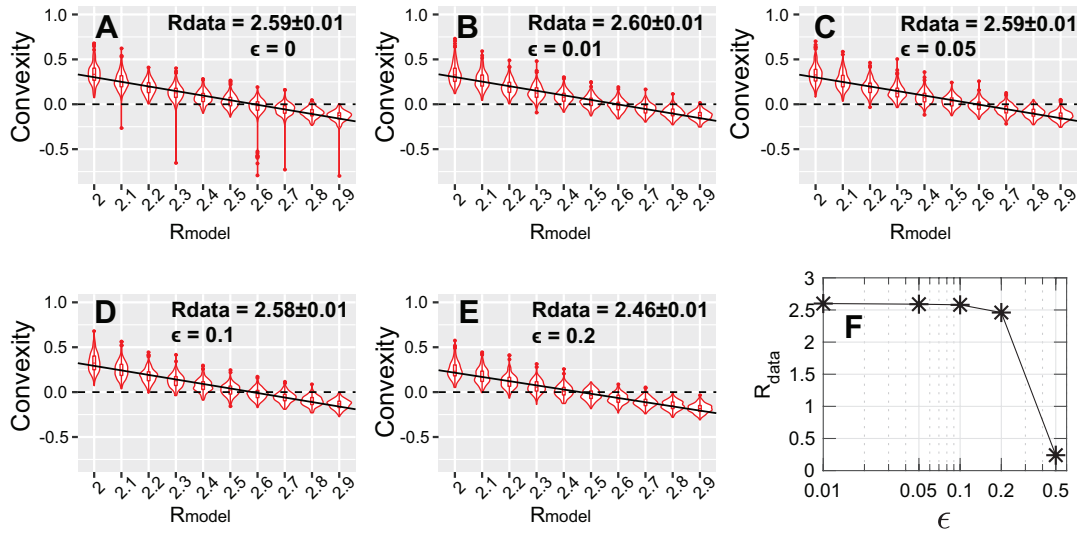 A
Rdata = 2.59±0.01
ϵ = 0
Convexity
1.0
0.5
0.0
-0.5
2 2.1 2.2 2.3 2.4 2.5 2.6 2.7 2.8 2.9
Rmodel
B
Rdata = 2.60±0.01
ϵ = 0.01
Convexity
1.0
0.5
0.0
-0.5
2 2.1 2.2 2.3 2.4 2.5 2.6 2.7 2.8 2.9
Rmodel
C
Rdata = 2.59±0.01
ϵ = 0.05
Convexity
1.0
0.5
0.0
-0.5
2 2.1 2.2 2.3 2.4 2.5 2.6 2.7 2.8 2.9
Rmodel
D
Rdata = 2.58±0.01
ϵ = 0.1
Convexity
1.0
0.5
0.0
-0.5
2 2.1 2.2 2.3 2.4 2.5 2.6 2.7 2.8 2.9
Rmodel
E
Rdata = 2.46±0.01
ϵ = 0.2
Convexity
1.0
0.5
0.0
-0.5
2 2.1 2.2 2.3 2.4 2.5 2.6 2.7 2.8 2.9
Rmodel
F
Rdata
3
2.5
2
1.5
1
0.5
0
0.01 0.05 0.1 0.2 0.5
ϵ